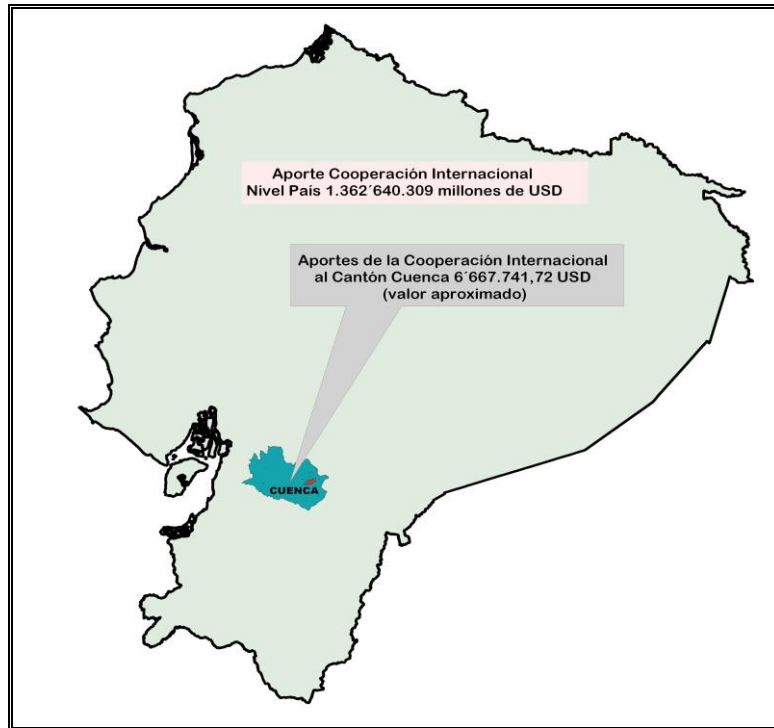 Aporte Cooperación Internacional
Nivel País 1.362´640.309 millones de USD
Aportes de la Cooperación Internacional
al Cantón Cuenca 6´667.741,72 USD
(valor aproximado)
CUENCA